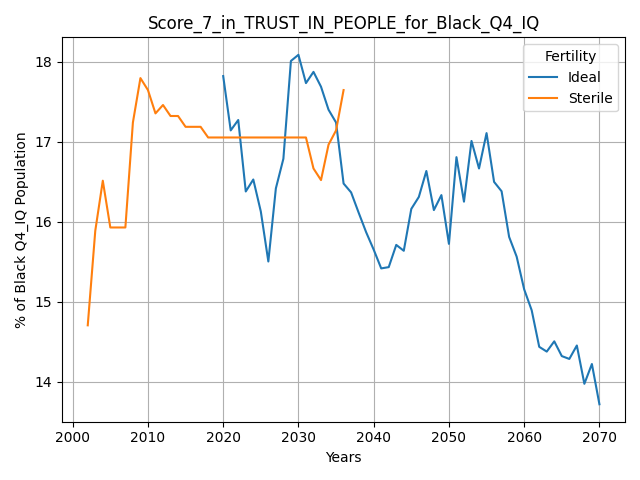 Score_7_in_TRUST_IN_PEOPLE_for_Black_Q4_IQ
Fertility
Ideal
Sterile
% of Black Q4_IQ Population
18
17
16
15
14
2000
2010
2020
2030
2040
2050
2060
2070
Years